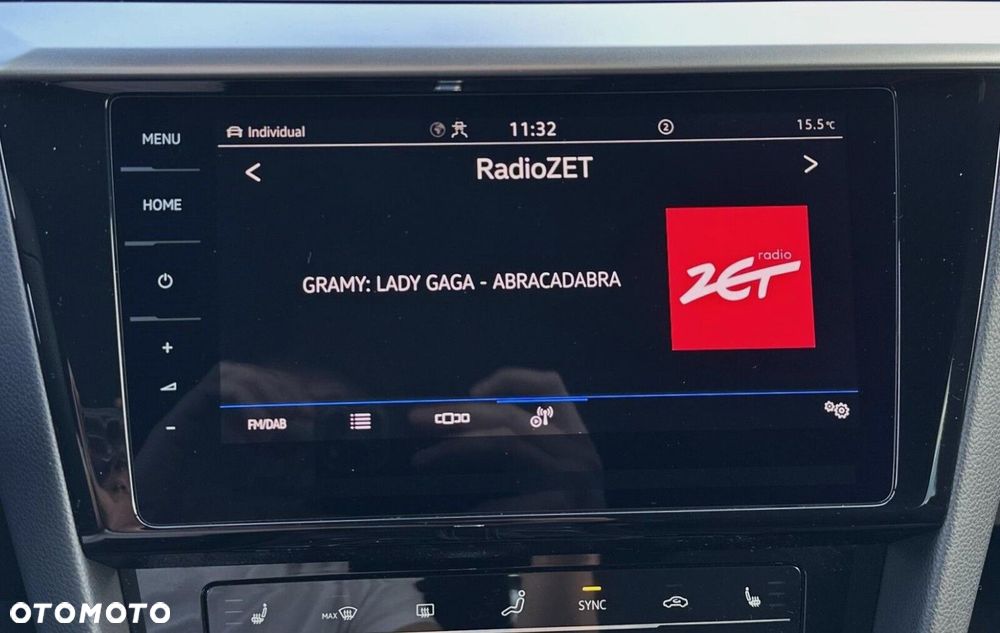 MENU
HOME
+
-
Individual
11:32
2
15.5°C
<
RadioZET
>
GRAMY: LADY GAGA - ABRACADABRA
radio
ZET
FM/DAB
MAX
SYNC
OTOMOTO